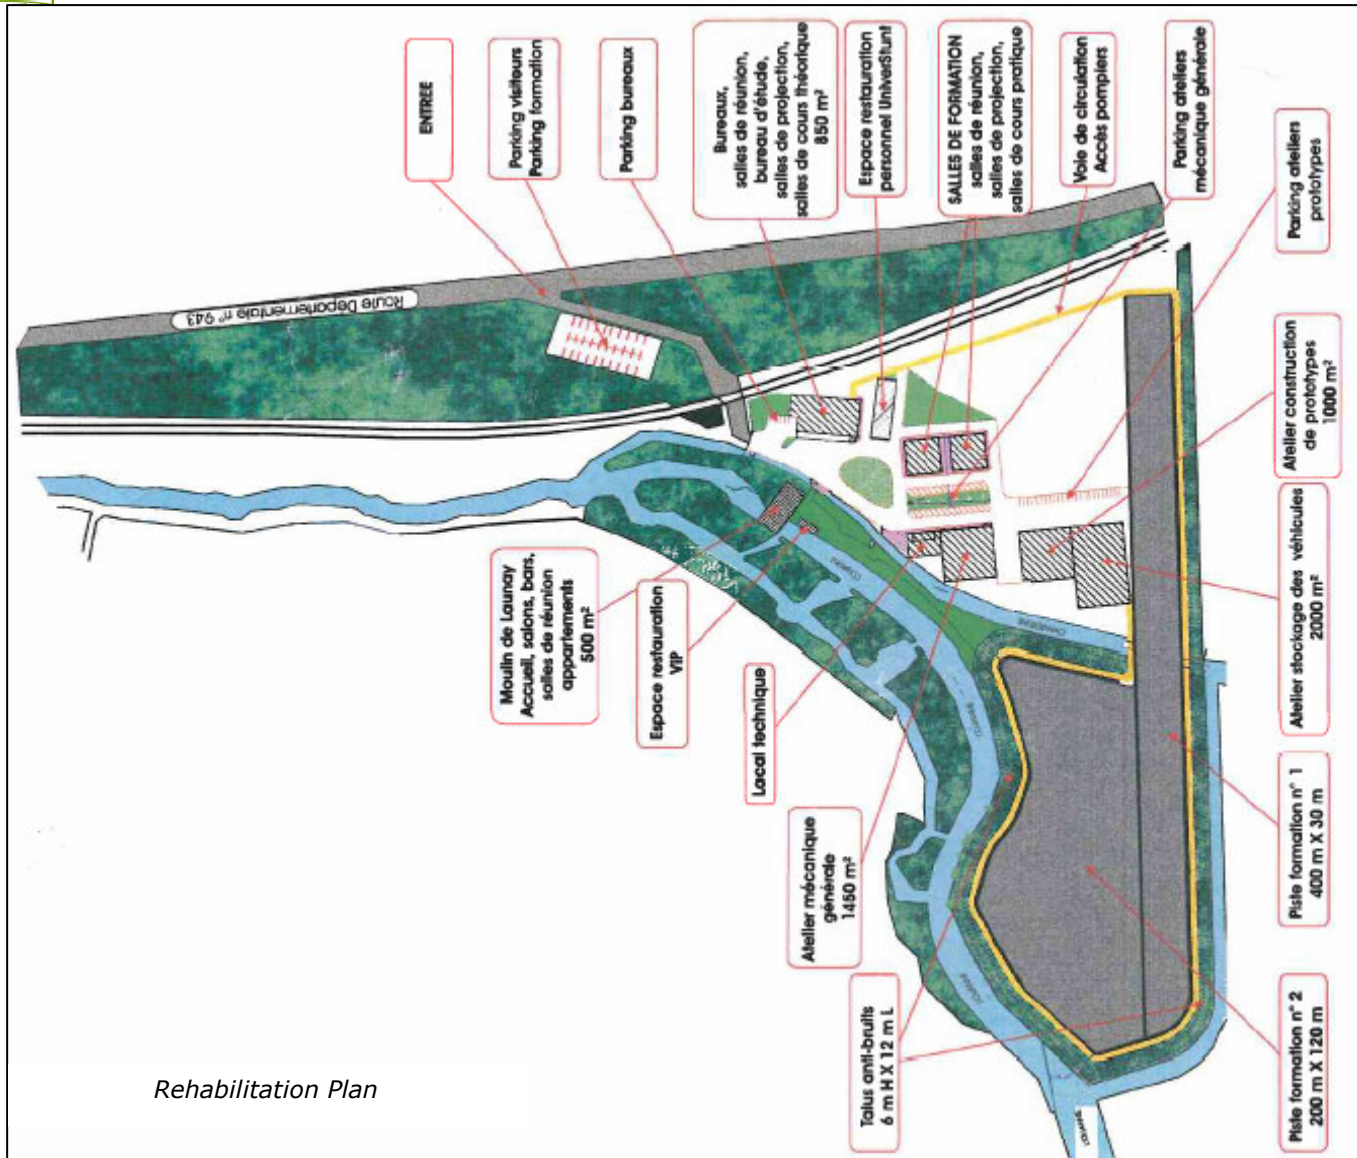 ENTREE
Parking visiteurs
Parking formation
Parking bureaux
Bureaux,
salles de réunion,
bureau d'étude,
salles de projection,
salles de cours théorique
850 m²
Espace restauration
personnel UniverStunt
SALLES DE FORMATION
salles de réunion,
salles de projection,
salles de cours pratique
Voie de circulation
Accès pompiers
Parking ateliers
mécanique générale
Parking ateliers
prototypes
Route Départementale n° 943
Atelier construction
de prototypes
1000 m²
Atelier stockage des véhicules
2000 m²
Moulin de Launay
Accueil, salons, bars,
salles de réunion
appartements
500 m²
Espace restauration
VIP
Local technique
Atelier mécanique
générale
1450 m²
Piste formation n° 1
400 m X 30 m
Talus anti-bruits
6 m H X 12 m L
Piste formation n° 2
200 m X 120 m
Rehabilitation Plan